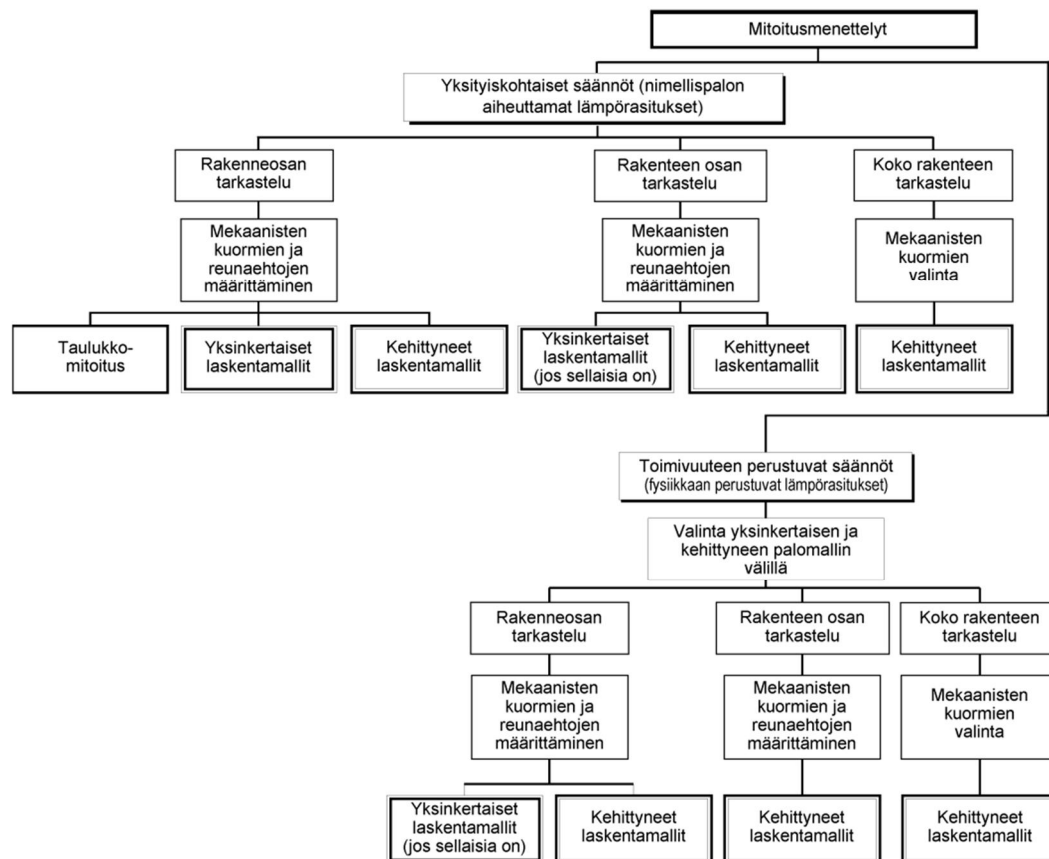 Mitoitusmenettelyt
Yksityiskohtaiset säännöt (nimellispalon
aiheuttamat lämpörasitukset)
Rakenneosan
tarkastelu
Rakenteen osan
tarkastelu
Koko rakenteen
tarkastelu
Mekaanisten
kuormien ja
reunaehtojen
määrittäminen
Mekaanisten
kuormien ja
reunaehtojen
määrittäminen
Mekaanisten
kuormien
valinta
Taulukko-
mitoitus
Yksinkertaiset
laskentamallit
Kehittyneet
laskentamallit
Yksinkertaiset
laskentamallit
(jos sellaisia on)
Kehittyneet
laskentamallit
Kehittyneet
laskentamallit
Toimivuuteen perustuvat säännöt
(fysiikkaan perustuvat lämpörasitukset)
Valinta yksinkertaisen ja
kehittyneen palomallin
välillä
Rakenneosan
tarkastelu
Rakenteen osan
tarkastelu
Koko rakenteen
tarkastelu
Mekaanisten
kuormien ja
reunaehtojen
määrittäminen
Mekaanisten
kuormien ja
reunaehtojen
määrittäminen
Mekaanisten
kuormien
valinta
Yksinkertaiset
laskentamallit
(jos sellaisia on)
Kehittyneet
laskentamallit
Kehittyneet
laskentamallit
Kehittyneet
laskentamallit